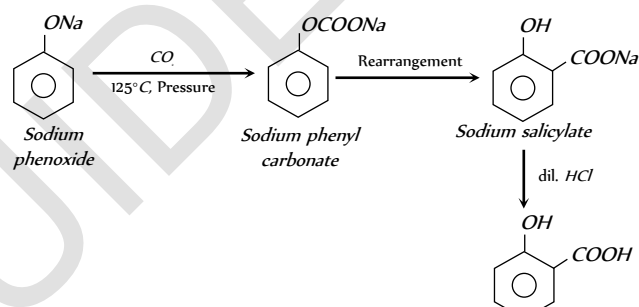 ONa
CO
125°C, Pressure
OCOONa
Rearrangement
OH
COONa
Sodium
phenoxide
Sodium phenyl
carbonate
Sodium salicylate
dil. HCl
OH
COOH